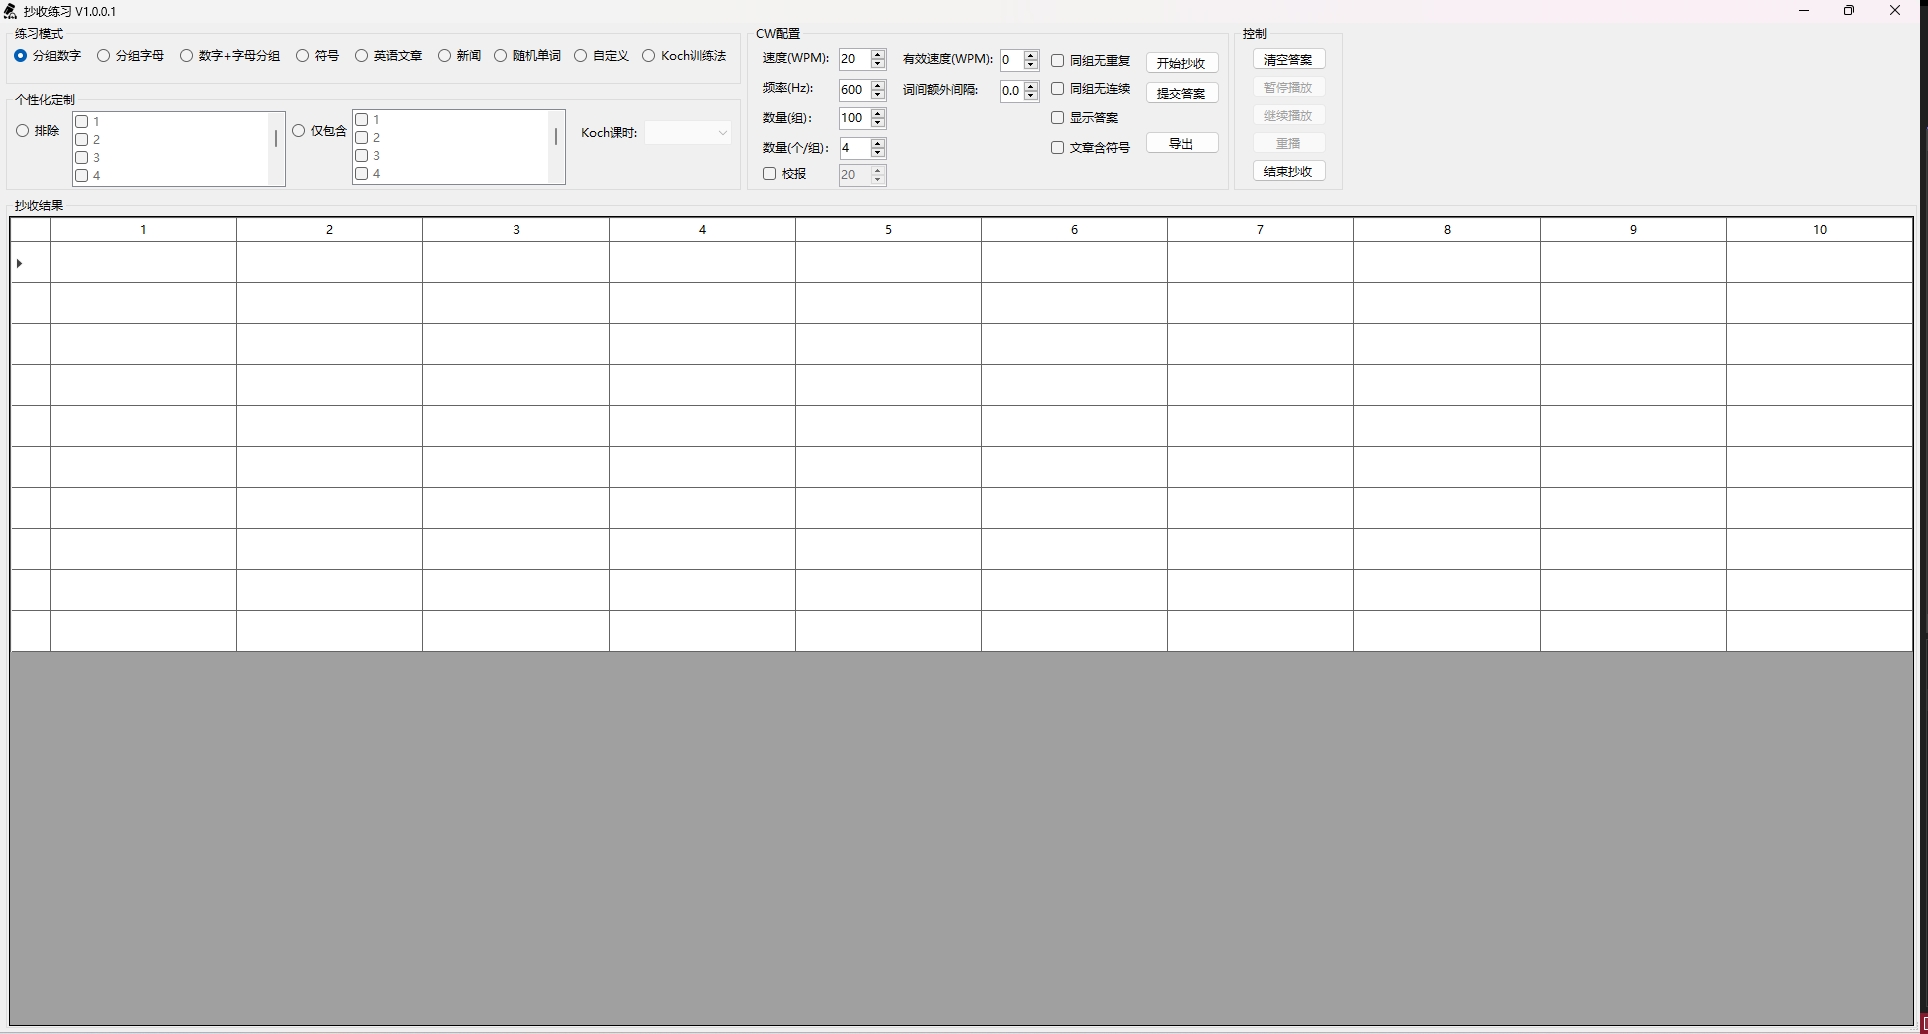 抄收练习 V1.0.0.1
练习模式
分组数字 分组字母 数字+字母分组 符号 英语文章 新闻 随机单词 自定义 Koch训练法
个性化定制
排除
1
2
3
4
仅包含
1
2
3
4
Koch课时:
CW配置
速度(WPM): 20 有效速度(WPM): 0 同组无重复 开始抄收
频率(Hz): 600 词间额外间隔: 0.0 同组无连续 提交答案
数量(组): 100 显示答案
数量(个/组): 4 文章含符号 导出
校报 20
控制
清空答案
暂停播放
继续播放
重播
结束抄收
抄收结果
1 2 3 4 5 6 7 8 9 10